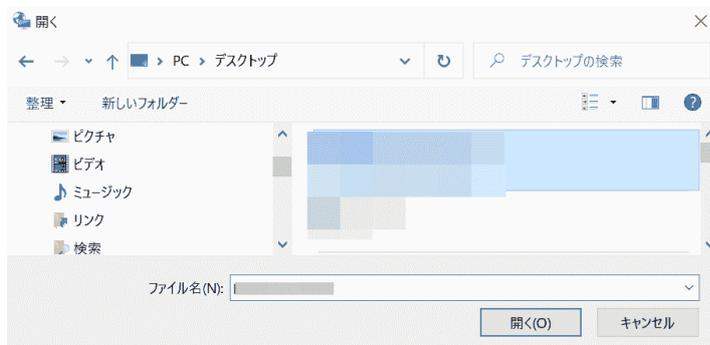 開く
PC デスクトップ デスクトップの検索
整理 新しいフォルダー
ピクチャ
ビデオ
ミュージック
リンク
検索
ファイル名(N):
開く(O) キャンセル